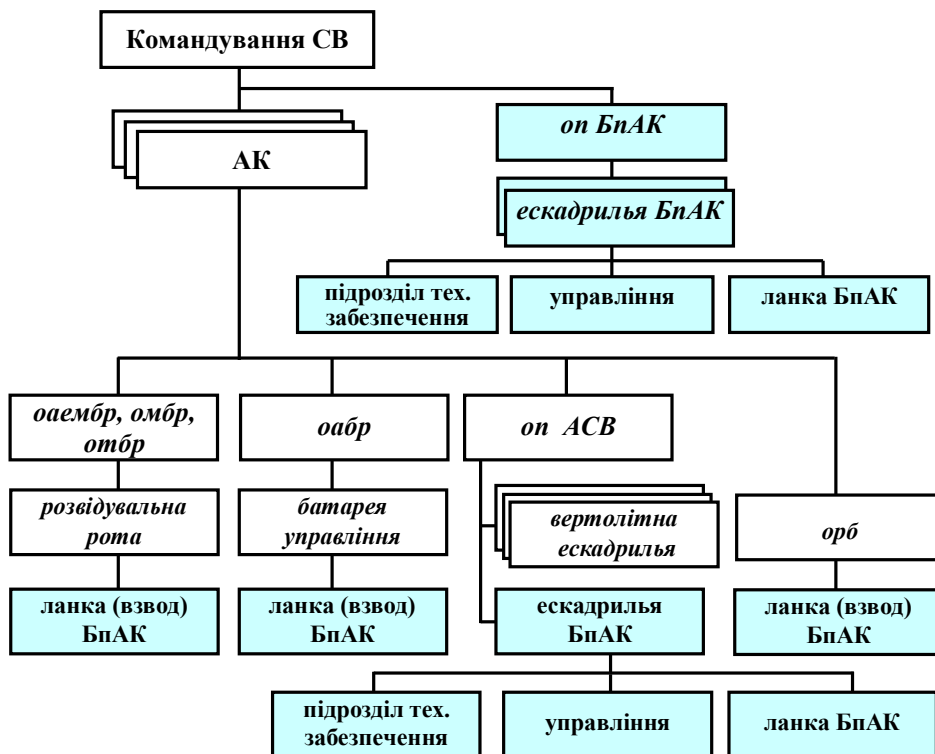 Командування СВ
оп БпАК
АК
ескадрилья БпАК
підрозділ тех.
забезпечення
управління
ланка БпАК
оаембр, омбр,
отбр
оабр
оп АСВ
розвідувальна
рота
батарея
управління
вертолітна
ескадрилья
орб
ланка (взвод)
БпАК
ланка (взвод)
БпАК
ескадрилья
БпАК
ланка (взвод)
БпАК
підрозділ тех.
забезпечення
управління
ланка БпАК